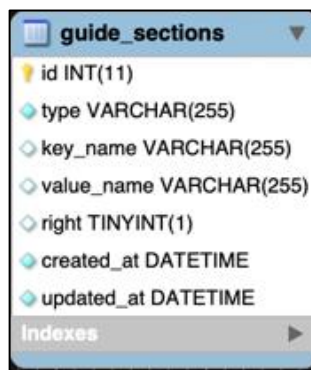 guide_sections
id INT(11)
type VARCHAR(255)
key_name VARCHAR(255)
value_name VARCHAR(255)
right TINYINT(1)
created_at DATETIME
updated_at DATETIME
Indexes